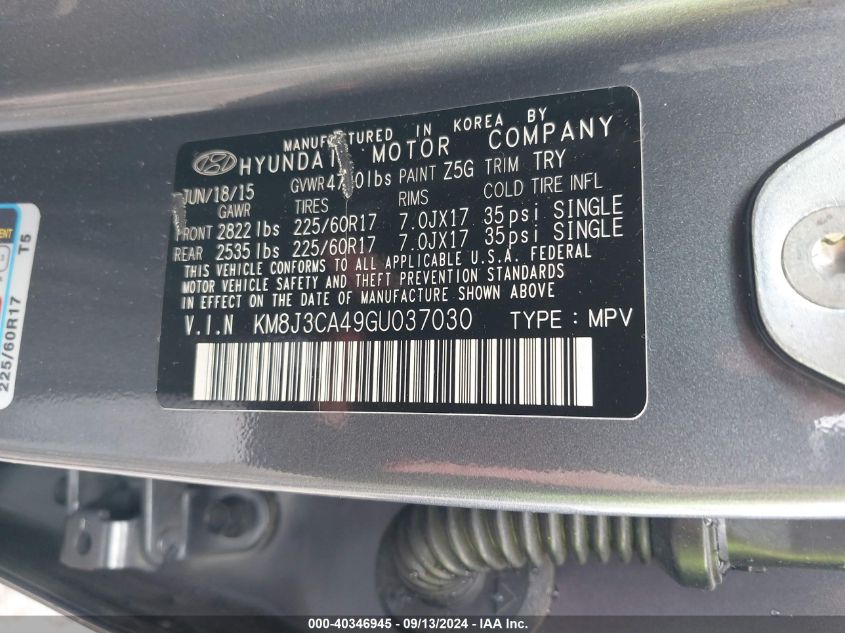 MANUFACTURED IN KOREA BY
HYUNDAI MOTOR COMPANY
JUN/18/15 PAINT Z5G TRIM TRY
GAWR TIRES RIMS COLD TIRE INFL
FRONT 2822 lbs 225/60R17 7.0JX17 35psi SINGLE
REAR 2535 lbs 225/60R17 7.0JX17 35psi SINGLE
THIS VEHICLE CONFORMS TO ALL APPLICABLE U.S.A. FEDERAL
MOTOR VEHICLE SAFETY AND THEFT PREVENTION STANDARDS
IN EFFECT ON THE DATE OF MANUFACTURE SHOWN ABOVE
V.I.N KM8J3CA49GU037030 TYPE : MPV
225/60R17 T5
000-40346945 - 09/13/2024 - IAA Inc.